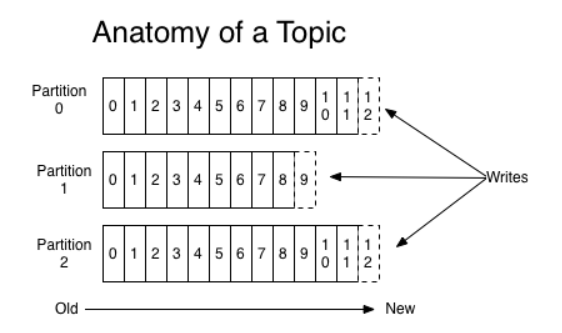 Anatomy of a Topic
Partition
0
0 1 2 3 4 5 6 7 8 9 10 11 12
Partition
1
0 1 2 3 4 5 6 7 8 9
Writes
Partition
2
0 1 2 3 4 5 6 7 8 9 10 11 12
Old New